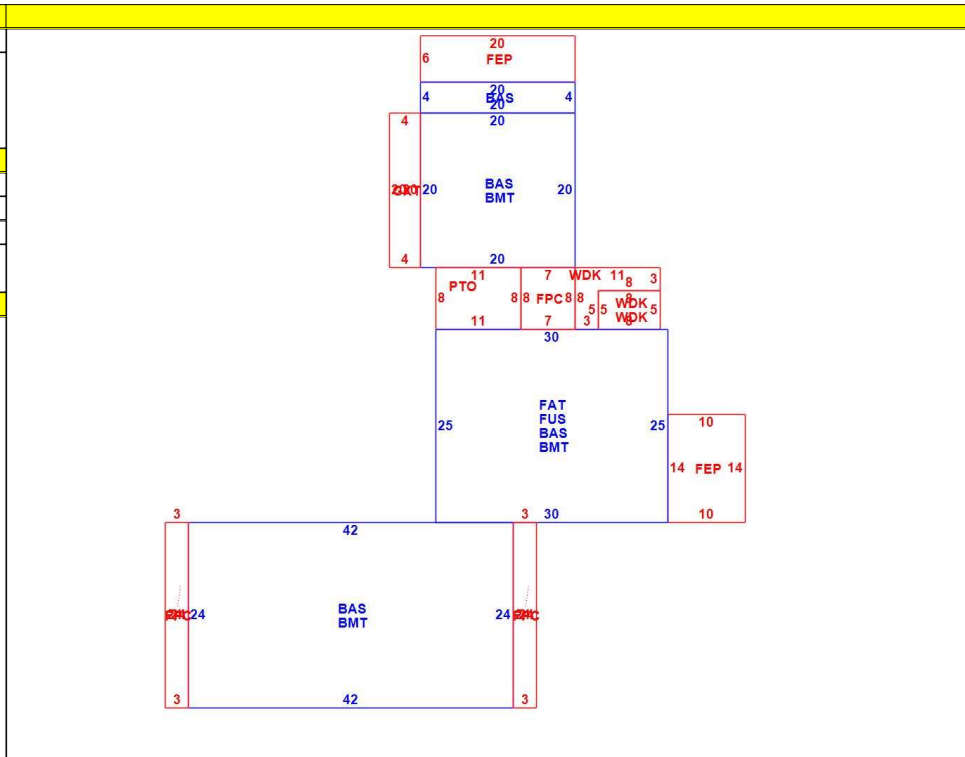 20
6
FEP
20
4 BAS 4
20
4
20
20 BAS 20
BMT
4
20
11 7 WDK 11 8 3
PTO
8 8 8 FPC 8 8
8
5 5 WDK 5
WDK
11 7 3 8
30
FAT
FUS
25 BAS 25
BMT
10
14 FEP 14
3 3 30 10
42
BAS
24 24
BMT
3 42 3